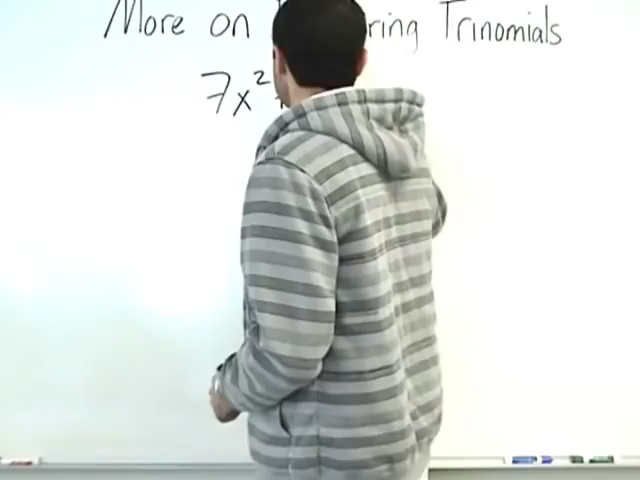 More on ring Trinomials
7x²